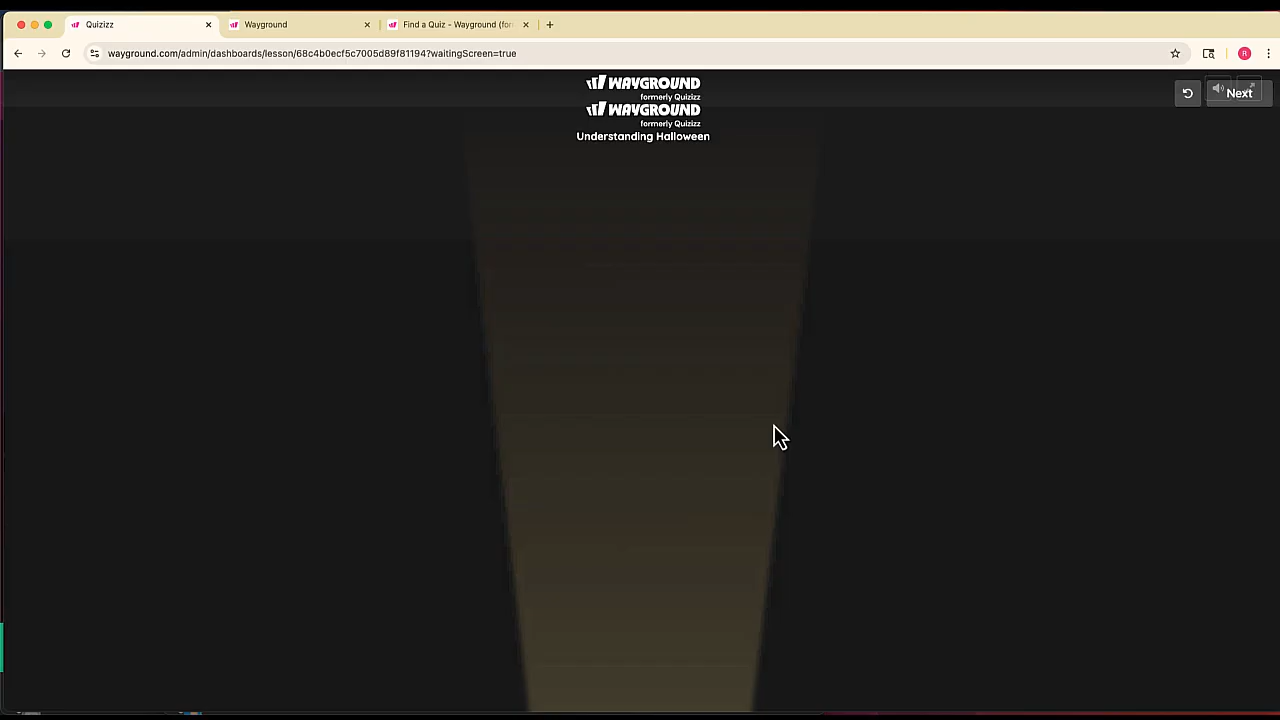 Quizizz
Wayground
Find a Quiz - Wayground (for
wayground.com/admin/dashboards/lesson/68c4b0ecf5c7005d89f81194?waitingScreen=true
R
WAYGROUND
formerly Quizizz
WAYGROUND
formerly Quizizz
Understanding Halloween
Next